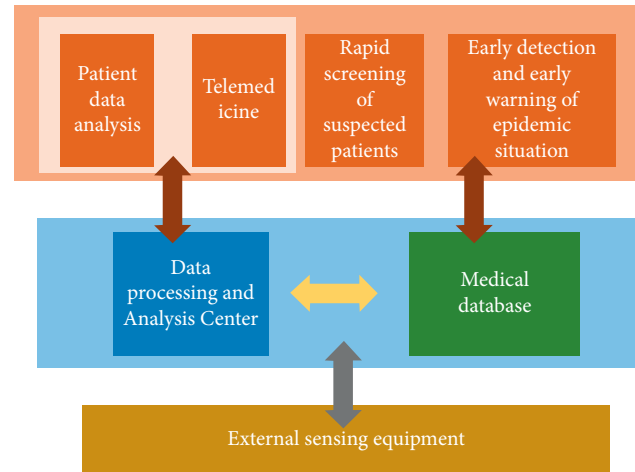 Patient
data
analysis
Telemed
icine
Rapid
screening
of
suspected
patients
Early detection
and early
warning of
epidemic
situation
Data
processing and
Analysis Center
Medical
database
External sensing equipment